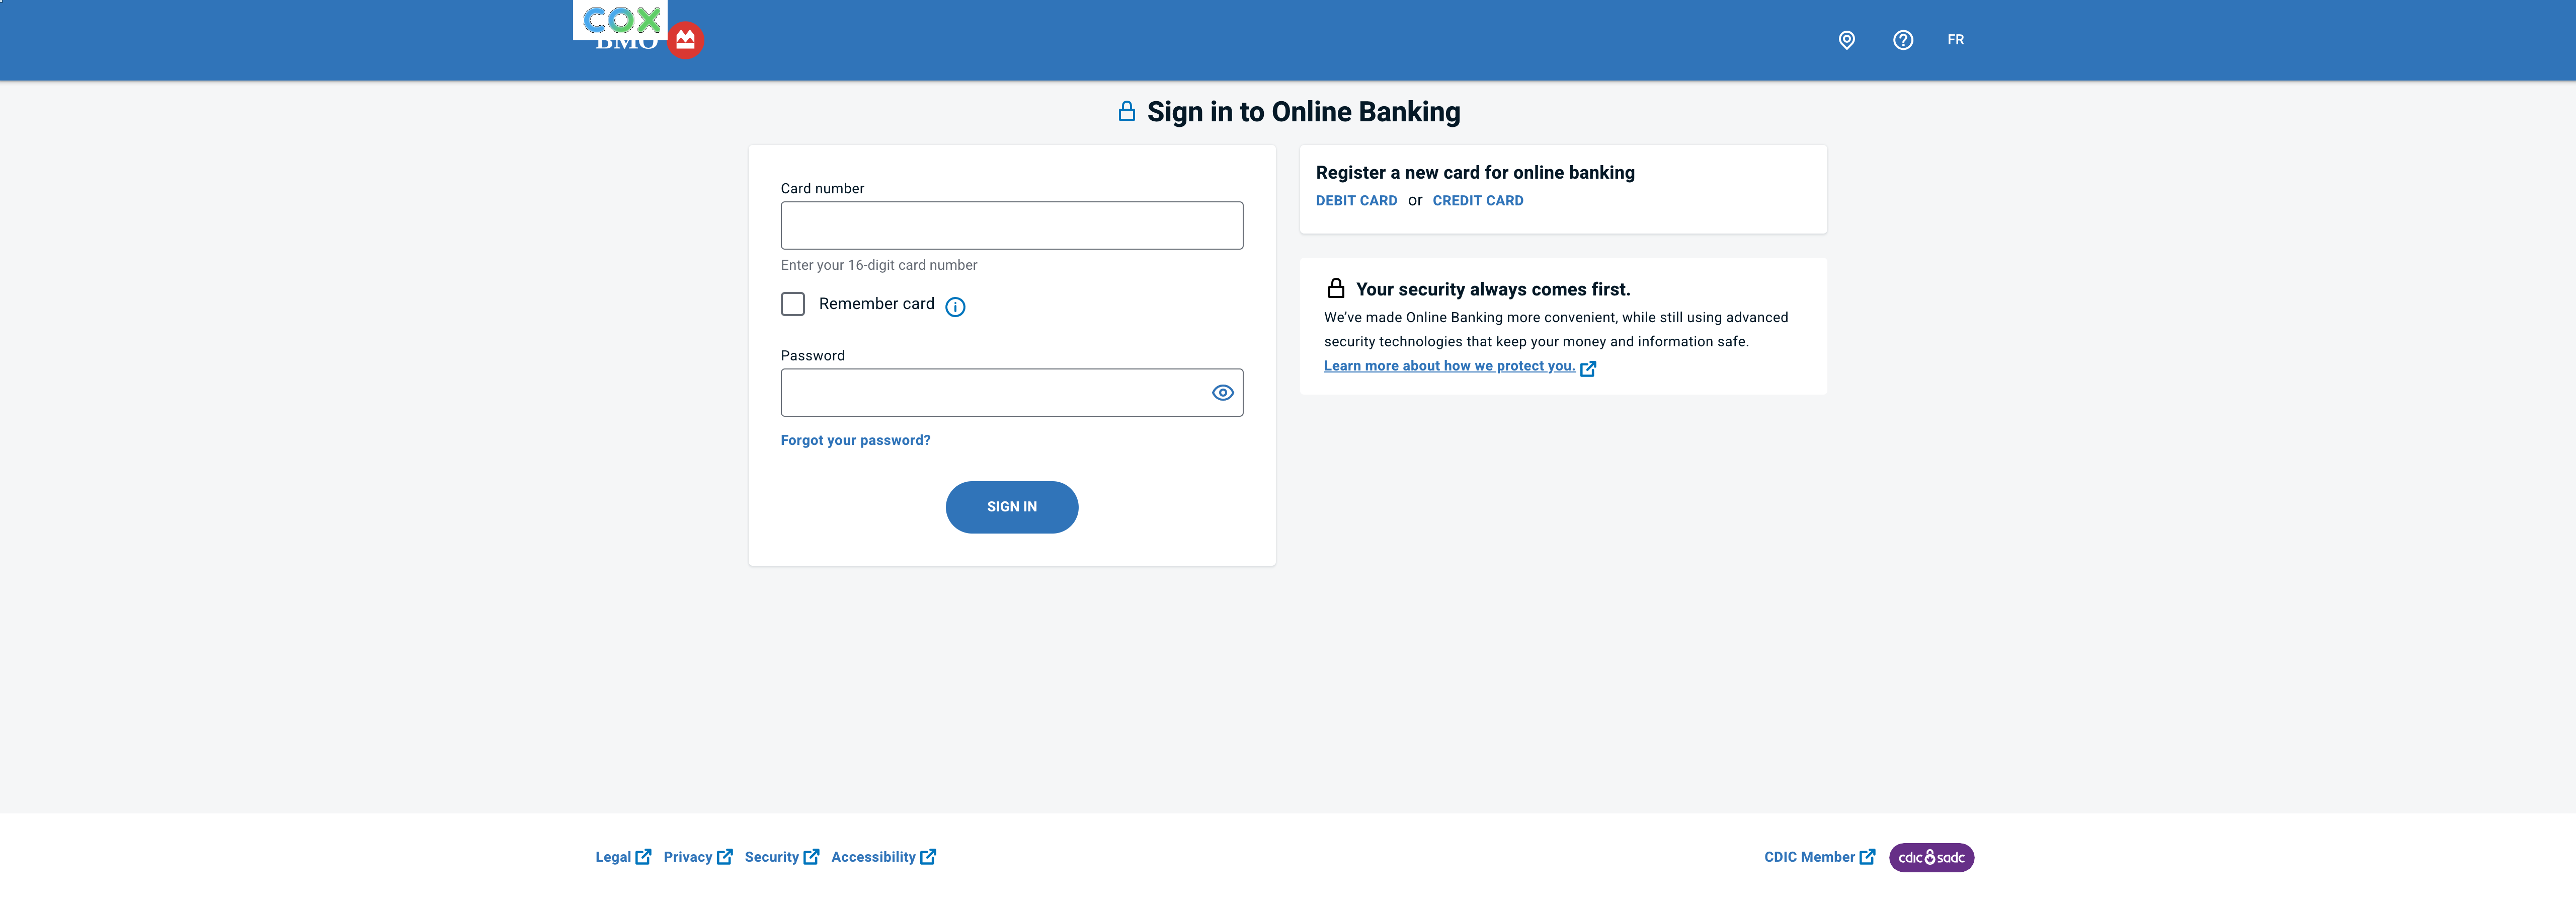 COX
BMO
FR
Sign in to Online Banking
Card number
Enter your 16-digit card number
Remember card
Password
Forgot your password?
SIGN IN
Register a new card for online banking
DEBIT CARD or CREDIT CARD
Your security always comes first.
We've made Online Banking more convenient, while still using advanced
security technologies that keep your money and information safe.
Learn more about how we protect you.
Legal Privacy Security Accessibility
CDIC Member cdic sadc